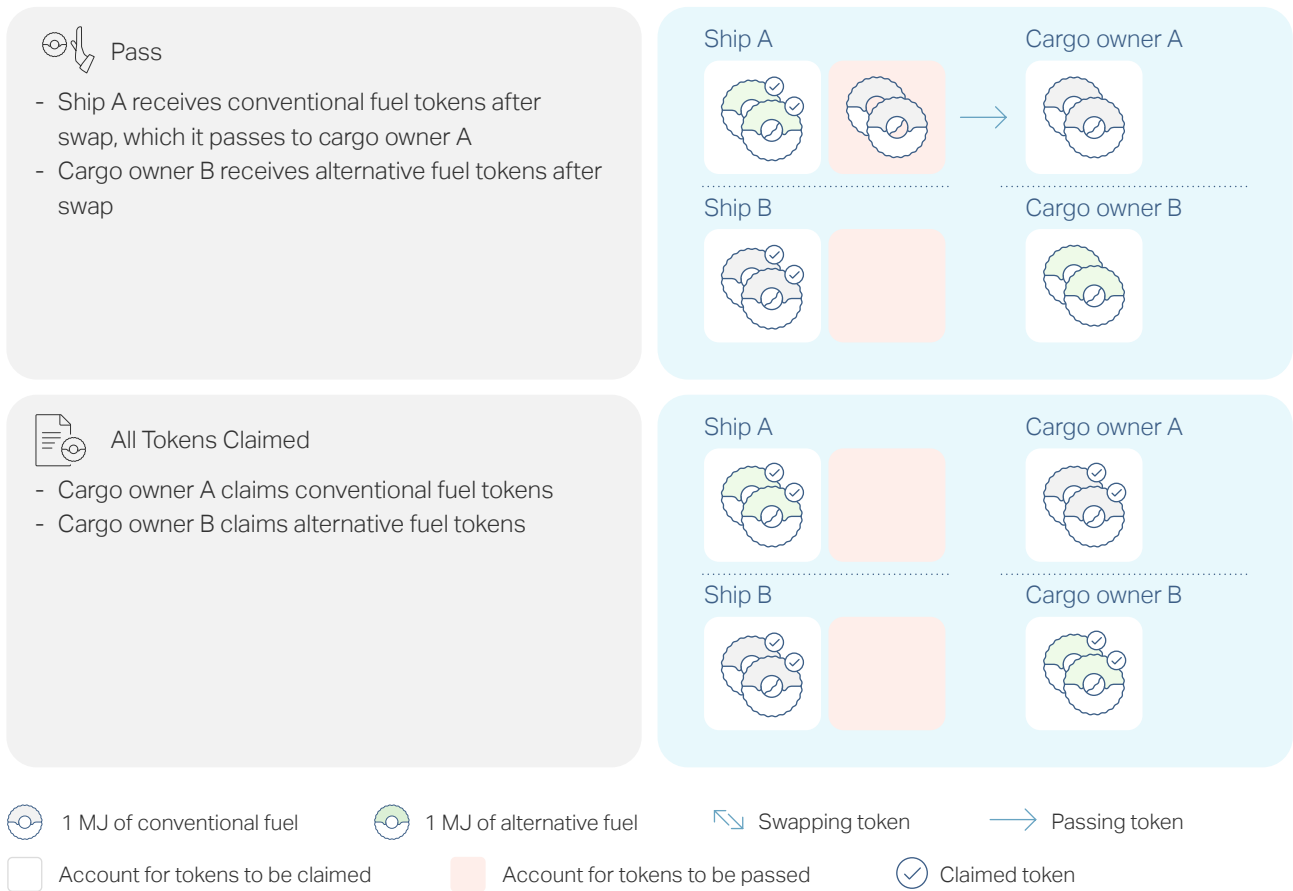 Pass
- Ship A receives conventional fuel tokens after
swap, which it passes to cargo owner A
- Cargo owner B receives alternative fuel tokens after
swap
Ship A
Cargo owner A
Ship B
Cargo owner B
All Tokens Claimed
- Cargo owner A claims conventional fuel tokens
- Cargo owner B claims alternative fuel tokens
Ship A
Cargo owner A
Ship B
Cargo owner B
1 MJ of conventional fuel
1 MJ of alternative fuel
Swapping token
Passing token
Account for tokens to be claimed
Account for tokens to be passed
Claimed token